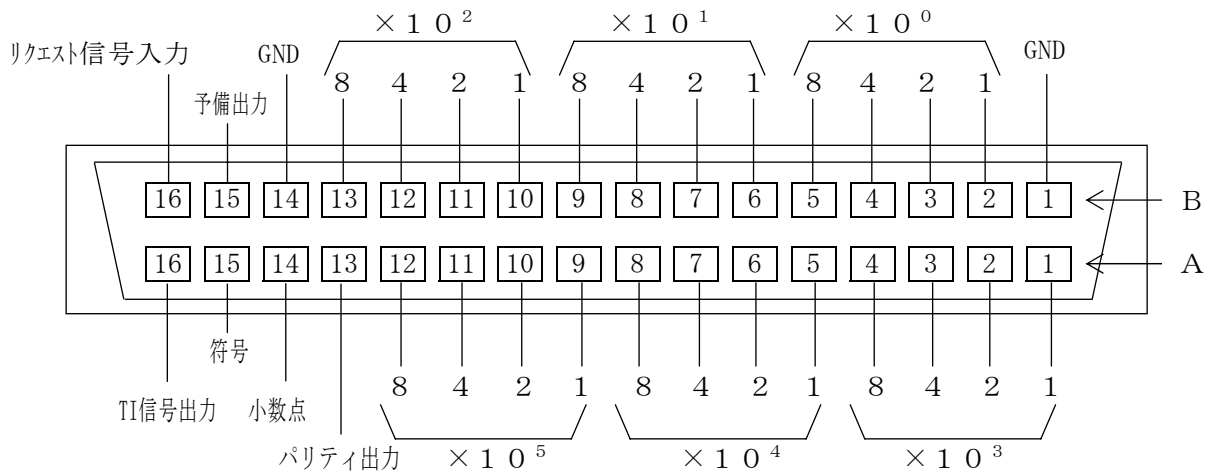 ×10² ×10¹ ×10⁰
リクエスト信号入力 GND 8 4 2 1 8 4 2 1 8 4 2 1 GND
予備出力
16 15 14 13 12 11 10 9 8 7 6 5 4 3 2 1 B
16 15 14 13 12 11 10 9 8 7 6 5 4 3 2 1 A
符号
8 4 2 1 8 4 2 1 8 4 2 1
TI信号出力 小数点
パリティ出力 ×10⁵ ×10⁴ ×10³